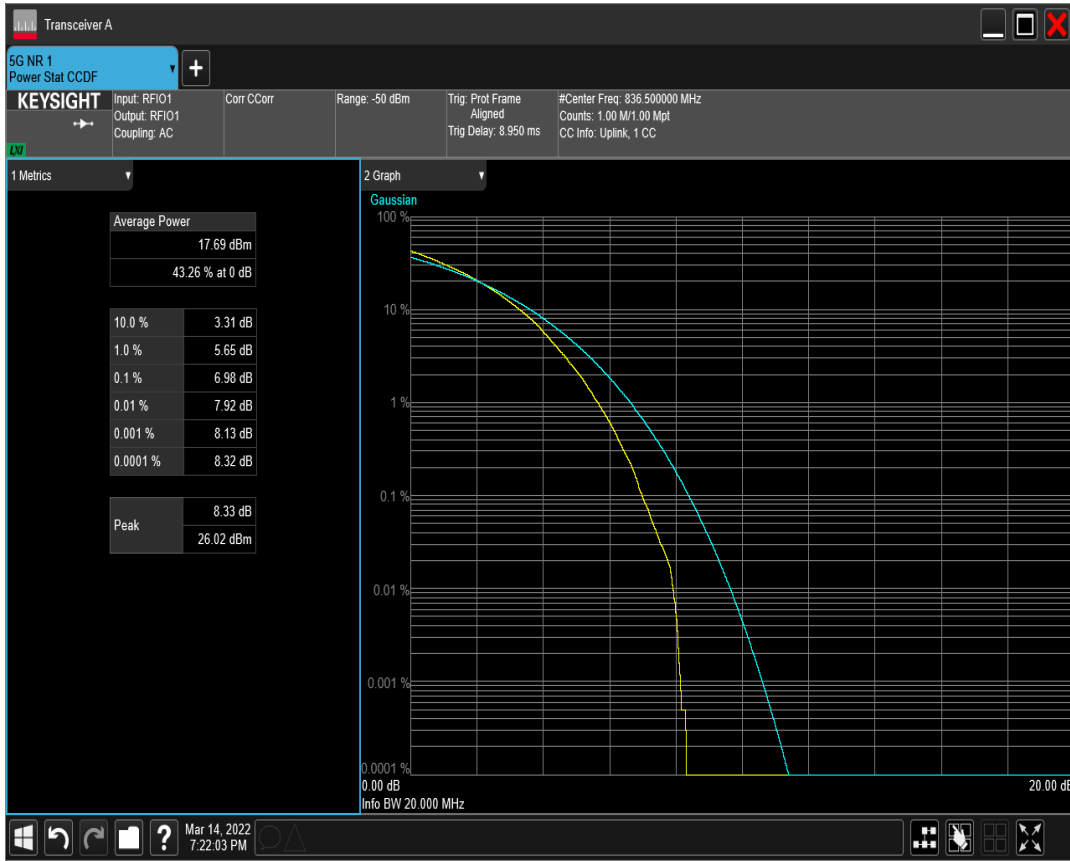 Transceiver A
5G NR 1
Power Stat CCDF
KEYSIGHT
LXI
Input: RFIO1
Output: RFIO1
Coupling: AC
Corr CCorr
Range: -50 dBm
Trig: Prot Frame
Aligned
Trig Delay: 8.950 ms
#Center Freq: 836.500000 MHz
Counts: 1.00 M/1.00 Mpt
CC Info: Uplink, 1 CC
1 Metrics
Average Power
17.69 dBm
43.26 % at 0 dB
10.0 % 3.31 dB
1.0 % 5.65 dB
0.1 % 6.98 dB
0.01 % 7.92 dB
0.001 % 8.13 dB
0.0001 % 8.32 dB
Peak
8.33 dB
26.02 dBm
2 Graph
Gaussian
100 %
10 %
1 %
0.1 %
0.01 %
0.001 %
0.0001 %
0.00 dB 20.00 dB
Info BW 20.000 MHz
?
Mar 14, 2022
7:22:03 PM